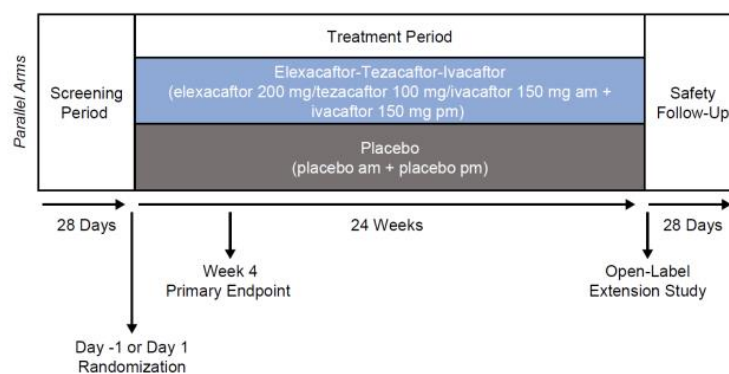 Parallel Arms
Screening
Period
Treatment Period
Elexacaftor-Tezacaftor-Ivacaftor
(elexacaftor 200 mg/tezacaftor 100 mg/ivacaftor 150 mg am +
ivacaftor 150 mg pm)
Placebo
(placebo am + placebo pm)
Safety
Follow-Up
28 Days
24 Weeks
28 Days
Week 4
Primary Endpoint
Open-Label
Extension Study
Day -1 or Day 1
Randomization